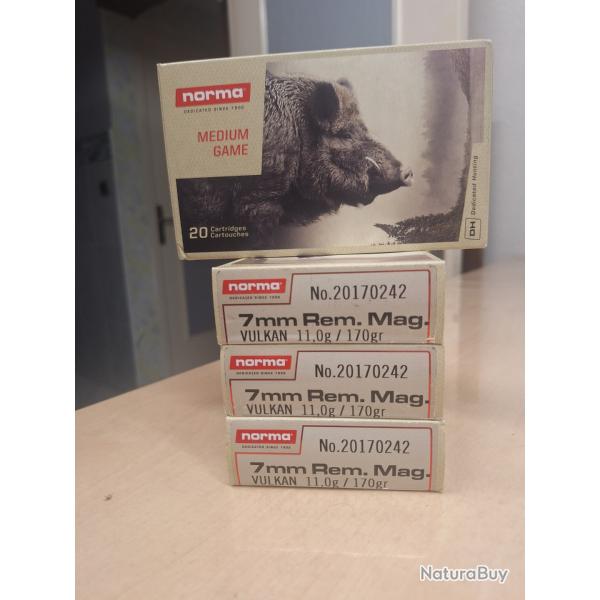 norma
DEDICATED SINCE 1902
MEDIUM
GAME
20 Cartridges
Cartouches
DH Dedicated Hunting
norma
DEDICATED SINCE 1902
No.20170242
7mm Rem. Mag.
VULKAN 11,0g / 170gr
norma
DEDICATED SINCE 1902
No.20170242
7mm Rem. Mag.
VULKAN 11,0g / 170gr
norma
DEDICATED SINCE 1902
No.20170242
7mm Rem. Mag.
VULKAN 11,0g / 170gr
NaturaBuy